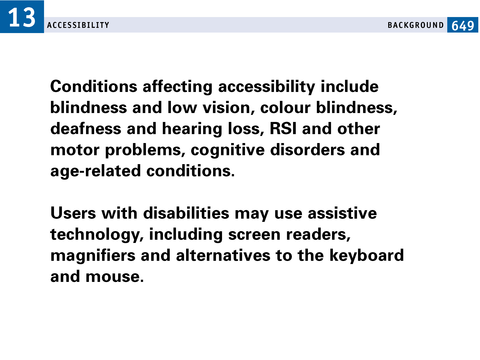 13 ACCESSIBILITY BACKGROUND 649
Conditions affecting accessibility include
blindness and low vision, colour blindness,
deafness and hearing loss, RSI and other
motor problems, cognitive disorders and
age-related conditions.
Users with disabilities may use assistive
technology, including screen readers,
magnifiers and alternatives to the keyboard
and mouse.